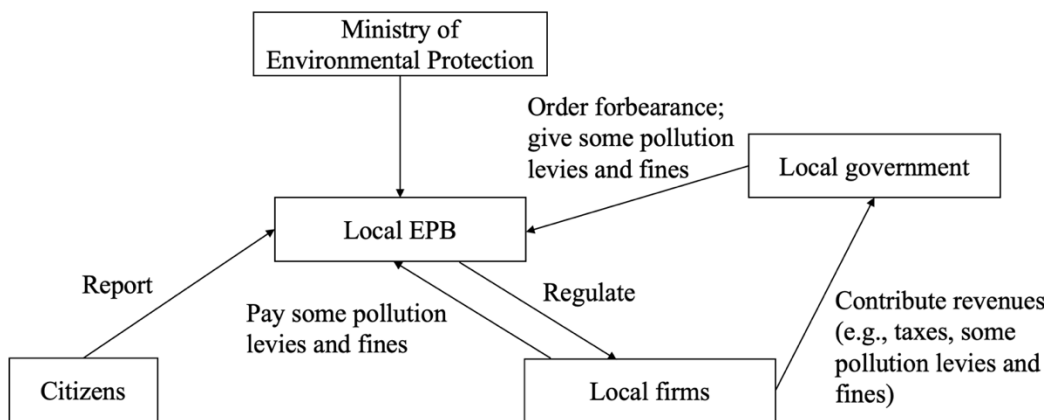 Ministry of
Environmental Protection
Order forbearance;
give some pollution
levies and fines
Local government
Local EPB
Report
Regulate
Pay some pollution
levies and fines
Contribute revenues
(e.g., taxes, some
pollution levies and
fines)
Citizens
Local firms